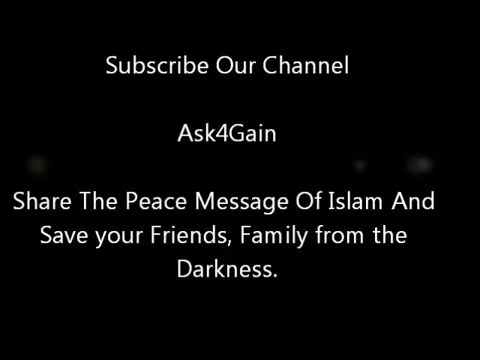 Subscribe Our Channel
Ask4Gain
Share The Peace Message Of Islam And
Save your Friends, Family from the
Darkness.